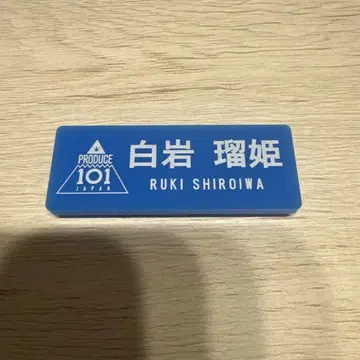 PRODUCE
101
JAPAN
白岩 瑠姫
RUKI SHIROIWA